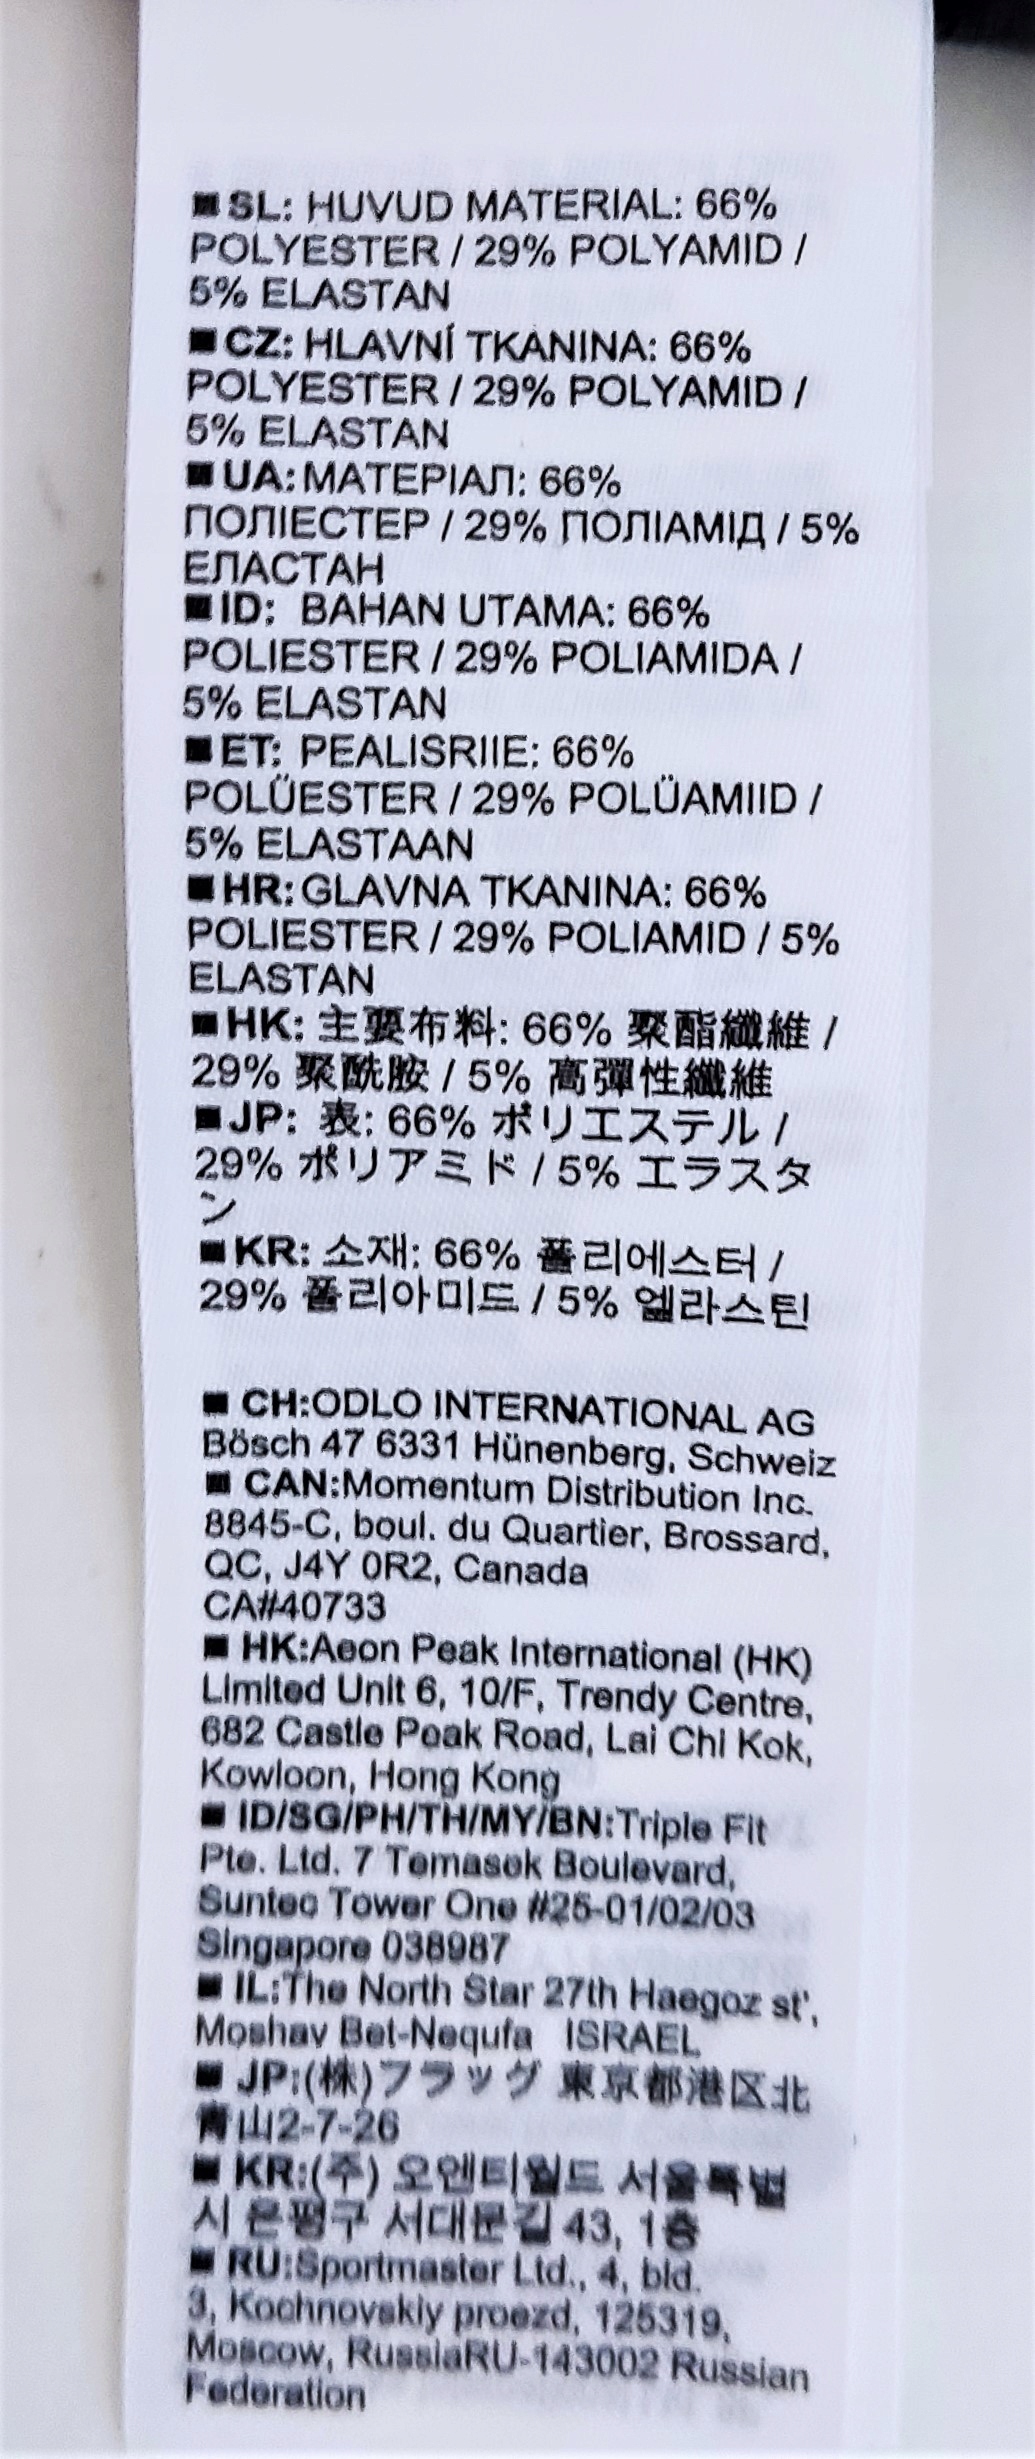 ■SL: HUVUD MATERIAL: 66%
POLYESTER / 29% POLYAMID /
5% ELASTAN
■CZ: HLAVNÍ TKANINA: 66%
POLYESTER / 29% POLYAMID /
5% ELASTAN
■UA: МАТЕРІАЛ: 66%
ПОЛІЕСТЕР / 29% ПОЛІАМІД / 5%
ЕЛАСТАН
■ID: BAHAN UTAMA: 66%
POLIESTER / 29% POLIAMIDA /
5% ELASTAN
■ET: PEALISRIIE: 66%
POLÜESTER / 29% POLÜAMIID /
5% ELASTAAN
■HR: GLAVNA TKANINA: 66%
POLIESTER / 29% POLIAMID / 5%
ELASTAN
■HK: 主要布料: 66% 聚酯纖維 /
29% 聚酰胺 / 5% 高彈性纖維
■JP: 表: 66% ポリエステル /
29% ポリアミド / 5% エラスタ
ン
■KR: 소재: 66% 폴리에스터 /
29% 폴리아미드 / 5% 엘라스틴
■ CH:ODLO INTERNATIONAL AG
Bösch 47 6331 Hünenberg, Schweiz
■ CAN:Momentum Distribution Inc.
8845-C, boul. du Quartier, Brossard,
QC, J4Y 0R2, Canada
CA#40733
■ HK:Aeon Peak International (HK)
Limited Unit 6, 10/F, Trendy Centre,
682 Castle Peak Road, Lai Chi Kok,
Kowloon, Hong Kong
■ ID/SG/PH/TH/MY/BN:Triple Fit
Pte. Ltd. 7 Temasek Boulevard,
Suntec Tower One #25-01/02/03
Singapore 038987
■ IL:The North Star 27th Haegoz st',
Moshav Bet-Nequfa ISRAEL
■ JP:(株)フラッグ 東京都港区北
青山2-7-26
■ KR:(주) 오엔티월드 서울특별
시 은평구 서대문길 43, 1층
■ RU:Sportmaster Ltd., 4, bld.
3, Kochnovskiy proezd, 125319,
Moscow, RussiaRU-143002 Russian
Federation